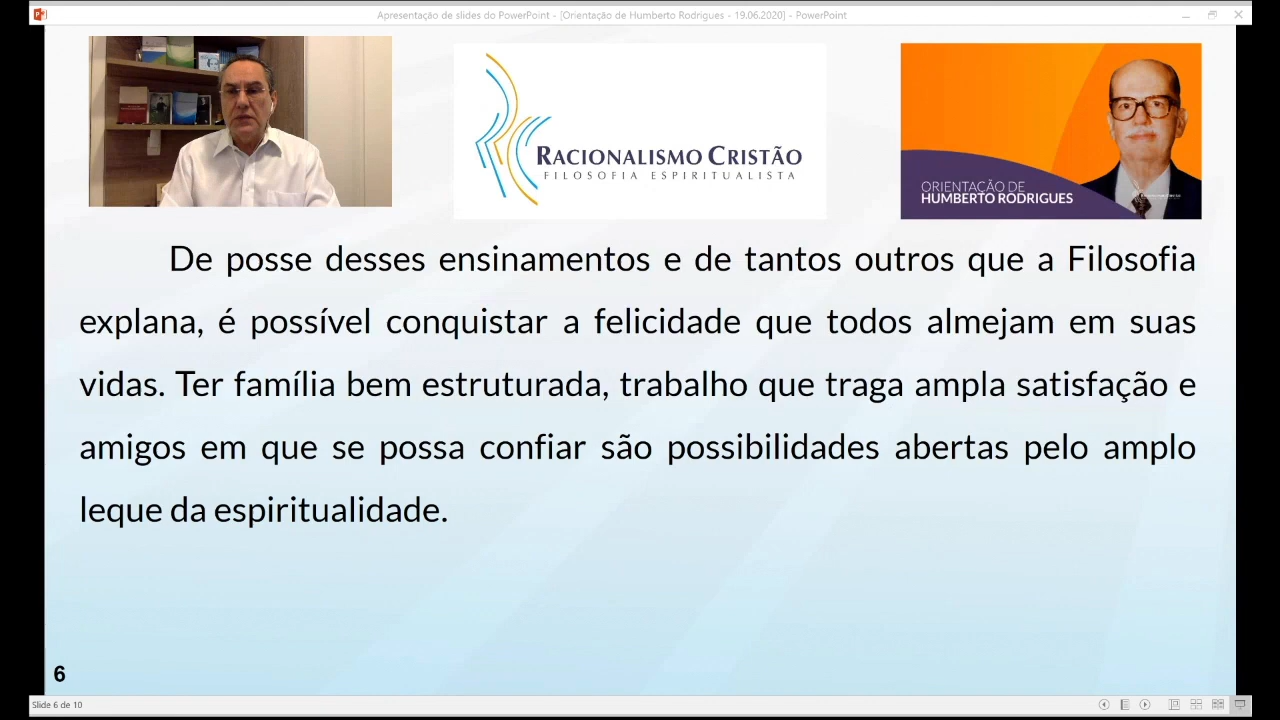 Apresentação de slides do PowerPoint - [Orientação de Humberto Rodrigues - 19.06.2020] - PowerPoint
RACIONALISMO CRISTÃO
FILOSOFIA ESPIRITUALISTA
ORIENTAÇÃO DE
HUMBERTO RODRIGUES
De posse desses ensinamentos e de tantos outros que a Filosofia
explana, é possível conquistar a felicidade que todos almejam em suas
vidas. Ter família bem estruturada, trabalho que traga ampla satisfação e
amigos em que se possa confiar são possibilidades abertas pelo amplo
leque da espiritualidade.
6
Slide 6 de 10